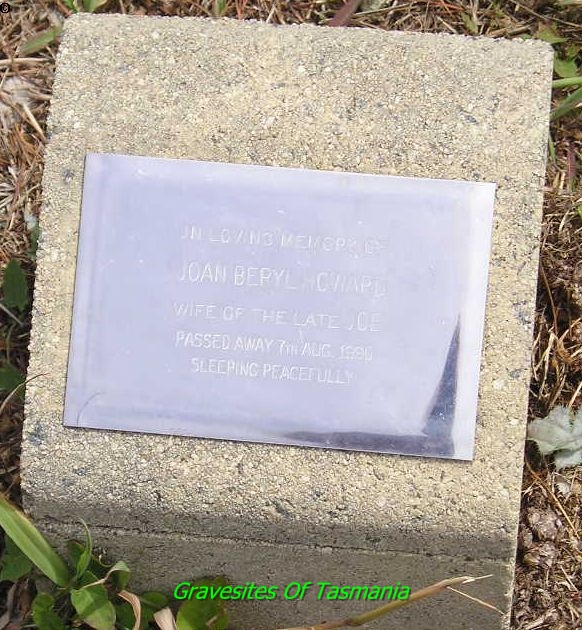 IN LOVING MEMORY OF
JOAN BERYL HOWARD
WIFE OF THE LATE JOE
PASSED AWAY 7TH AUG.
SLEEPING PEACEFULLY
Gravesites Of Tasmania